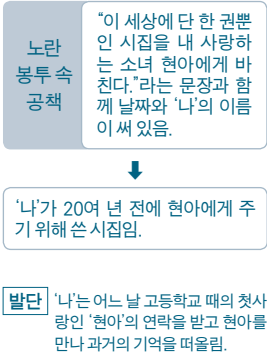 노란
봉투 속
공책
“이 세상에 단 한 권뿐
인 시집을 내 사랑하
는 소녀 현아에게 바
친다.”라는 문장과 함
께 날짜와 ‘나’의 이름
이 써 있음.
‘나’가 20여 년 전에 현아에게 주
기 위해 쓴 시집임.
발단 ‘나’는 어느 날 고등학교 때의 첫사
랑인 ‘현아’의 연락을 받고 현아를
만나 과거의 기억을 떠올림.